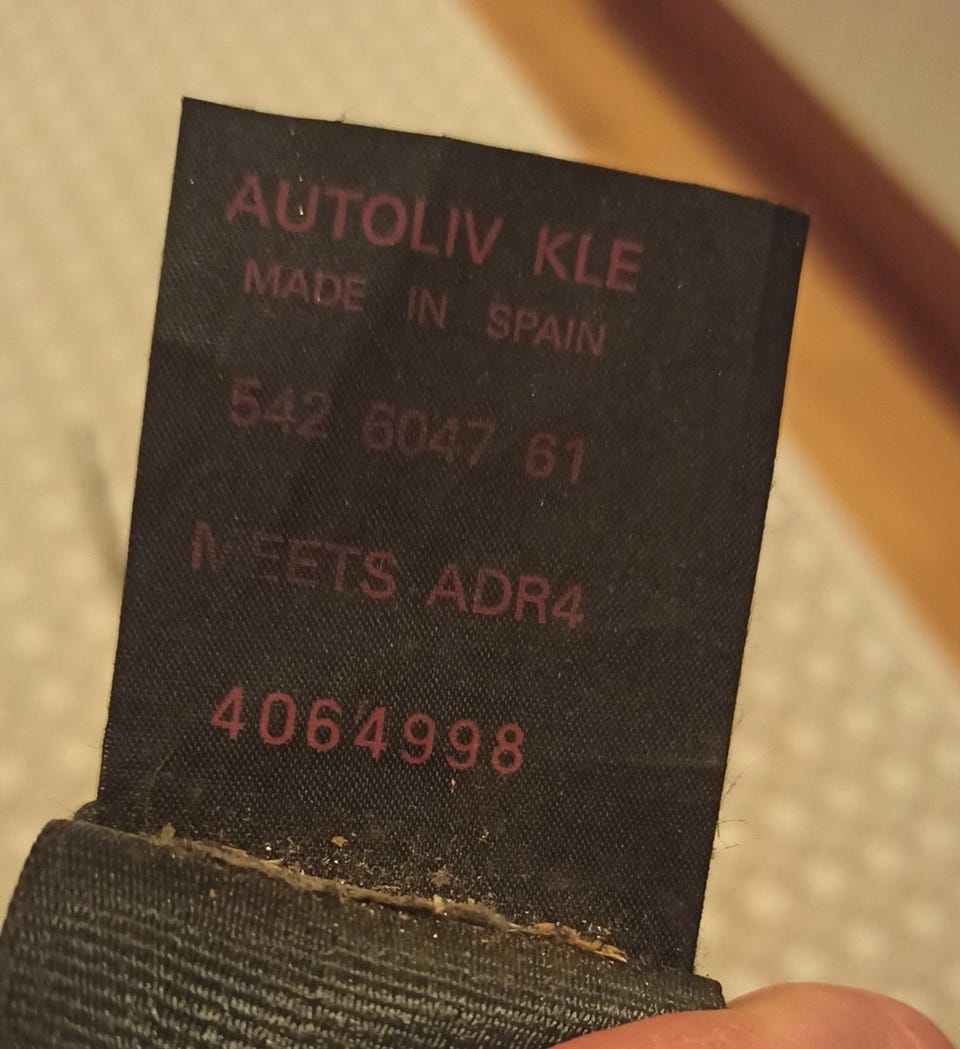 AUTOLIV KLE
MADE IN SPAIN
542 6047 61
MEETS ADR4
4064998